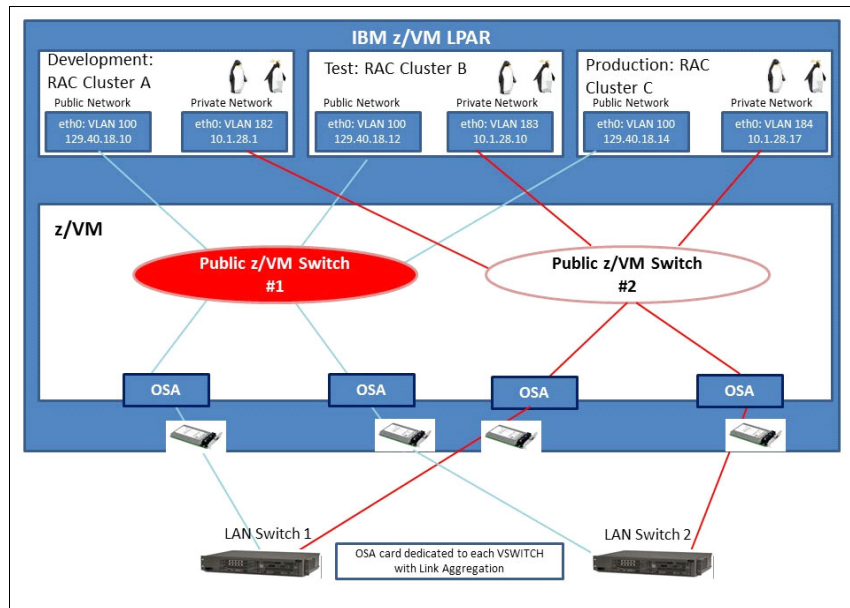 IBM z/VM LPAR
Development:
RAC Cluster A
Public Network
Private Network
eth0: VLAN 100
129.40.18.10
eth0: VLAN 182
10.1.28.1
Test: RAC Cluster B
Public Network
Private Network
eth0: VLAN 100
129.40.18.12
eth0: VLAN 183
10.1.28.10
Production: RAC
Cluster C
Public Network
Private Network
eth0: VLAN 100
129.40.18.14
eth0: VLAN 184
10.1.28.17
z/VM
Public z/VM Switch
#1
Public z/VM Switch
#2
OSA
OSA
OSA
OSA
LAN Switch 1
LAN Switch 2
OSA card dedicated to each VSWITCH
with Link Aggregation